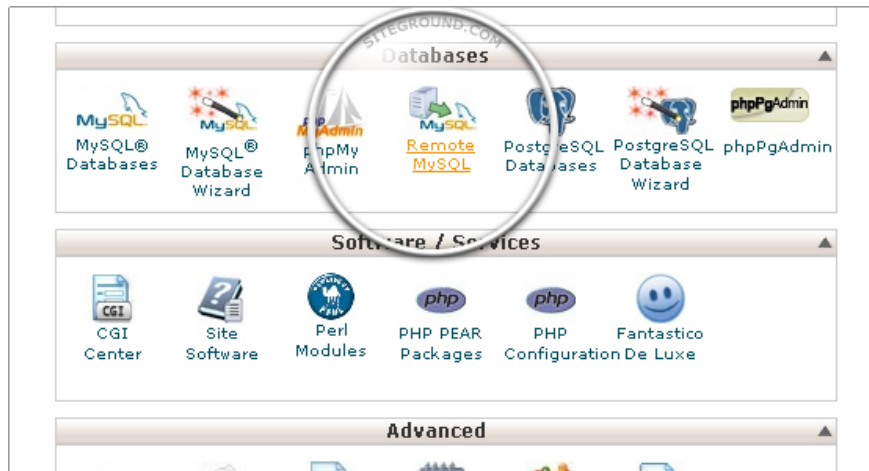 SITEGROUND.COM
Databases
MySQL
MySQL
php
MyAdmin
MySQL
phpPgAdmin
MySQL®
Databases
MySQL®
Database
Wizard
phpMy
Admin
Remote
MySQL
PostgreSQL
Databases
PostgreSQL
Database
Wizard
phpPgAdmin
Software / Services
CGI
php
php
CGI
Center
Site
Software
Perl
Modules
PHP PEAR
Packages
PHP
Configuration
Fantastico
De Luxe
Advanced